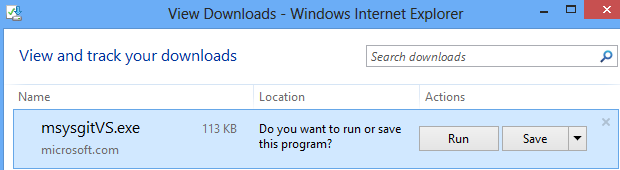 View Downloads - Windows Internet Explorer
View and track your downloads
Search downloads
Name Location Actions
msysgitVS.exe 113 KB Do you want to run or save Run Save
microsoft.com this program?